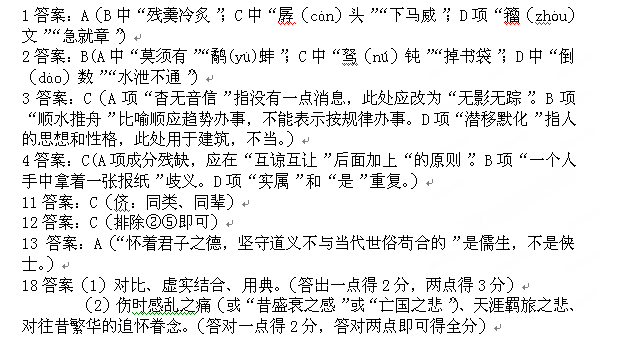 1 答案：A（B 中“残羹冷炙”；C 中“孱（càn）头”“下马威”；D 项“籀（zhòu）
文”“急就章”）
2 答案：B(A 中“莫须有”“鹬(yù)蚌”；C 中“驽（nú）钝”“掉书袋”；D 中“倒
（dào）数”“水泄不通”）
3 答案：C（A 项“杳无音信”指没有一点消息，此处应改为“无影无踪”。B 项
“顺水推舟”比喻顺应趋势办事，不能表示按规律办事。D 项“潜移默化”指人
的思想和性格，此处用于建筑，不当。）
4 答案：C(A 项成分残缺，应在“互谅互让”后面加上“的原则”。B 项“一个人
手中拿着一张报纸”歧义。D 项“实属”和“是”重复。）
11 答案：C（侪：同类、同辈）
12 答案：C（排除②⑤即可）
13 答案：A（“怀着君子之德，坚守道义不与当代世俗苟合的”是儒生，不是侠
士。）
18 答案（1）对比、虚实结合、用典。（答出一点得 2 分，两点得 3 分）
（2）伤时感乱之痛（或“昔盛衰之感”或“亡国之悲”）、天涯羁旅之悲、
对往昔繁华的追怀眷念。（答对一点得 2 分，答对两点即可得全分）